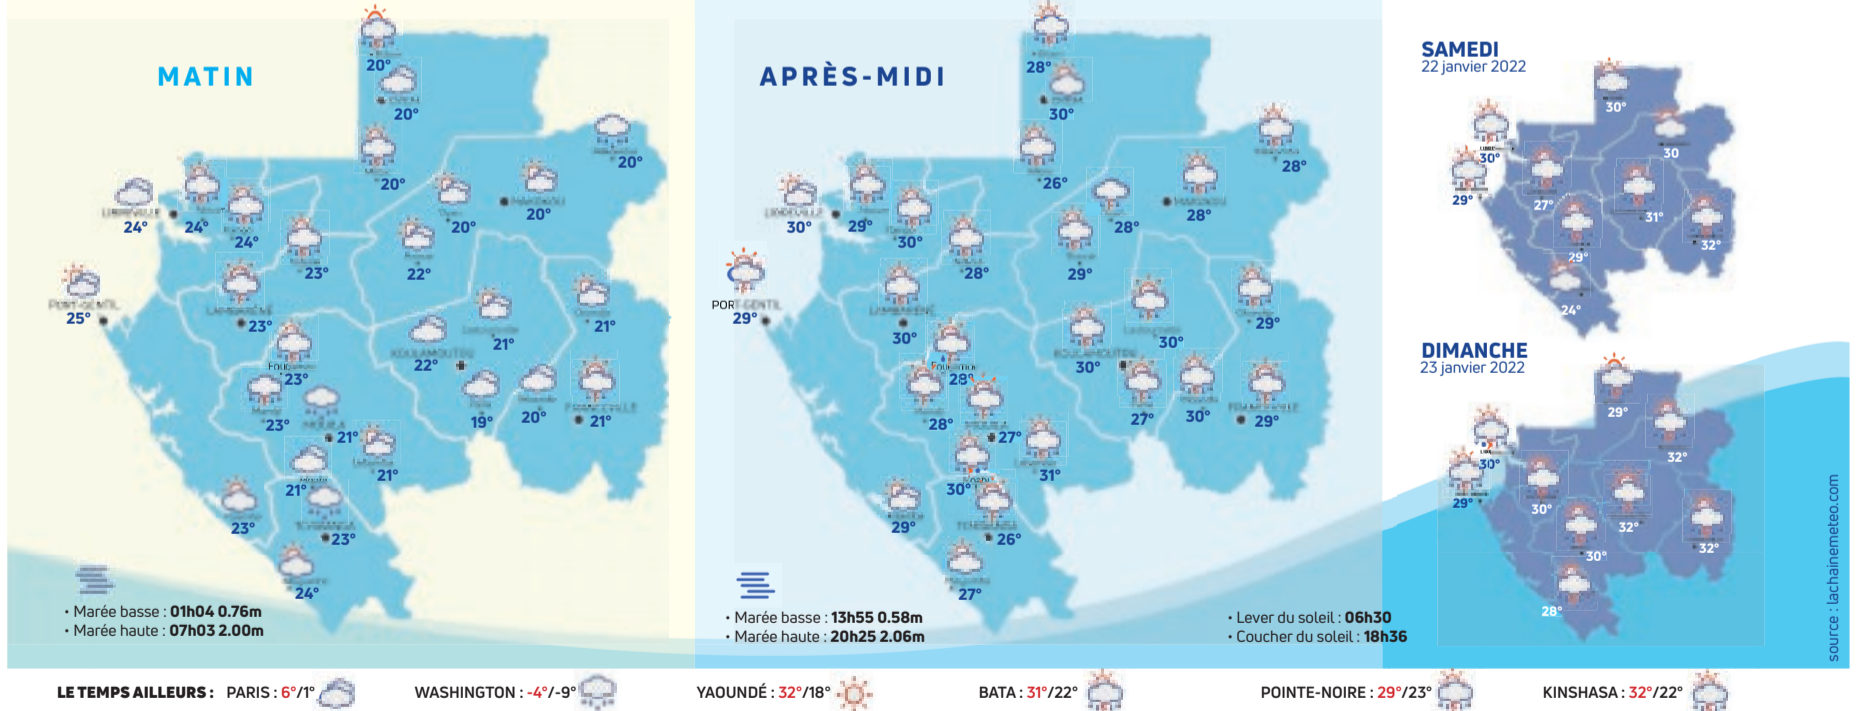 MATIN
20°
20°
20°
20°
LIBREVILLE
24°
24°
24°
20°
MAKOKOU
20°
23°
22°
PORT-GENTIL
25°
LAMBARÉNÉ
23°
21°
21°
KOULAMOUTOU
22°
23°
23°
19°
20°
FRANCEVILLE
21°
MOUILA
21°
21°
21°
23°
TCHIBANGA
23°
24°
• Marée basse : 01h04 0.76m
• Marée haute : 07h03 2.00m
APRÈS-MIDI
28°
30°
26°
28°
LIBREVILLE
30°
29°
30°
28°
MAKOKOU
28°
28°
29°
PORT-GENTIL
29°
LAMBARÉNÉ
30°
30°
29°
KOULAMOUTOU
30°
28°
28°
27°
30°
FRANCEVILLE
29°
27°
31°
30°
29°
TCHIBANGA
26°
27°
• Marée basse : 13h55 0.58m
• Marée haute : 20h25 2.06m
• Lever du soleil : 06h30
• Coucher du soleil : 18h36
SAMEDI
22 janvier 2022
30°
30°
30
29°
27°
31°
32°
29°
24°
DIMANCHE
23 janvier 2022
29°
30°
32°
29°
30°
32°
32°
30°
28°
source : lachainemeteo.com
LE TEMPS AILLEURS : PARIS : 6°/1° WASHINGTON : -4°/-9° YAOUNDÉ : 32°/18° BATA : 31°/22° POINTE-NOIRE : 29°/23° KINSHASA : 32°/22°